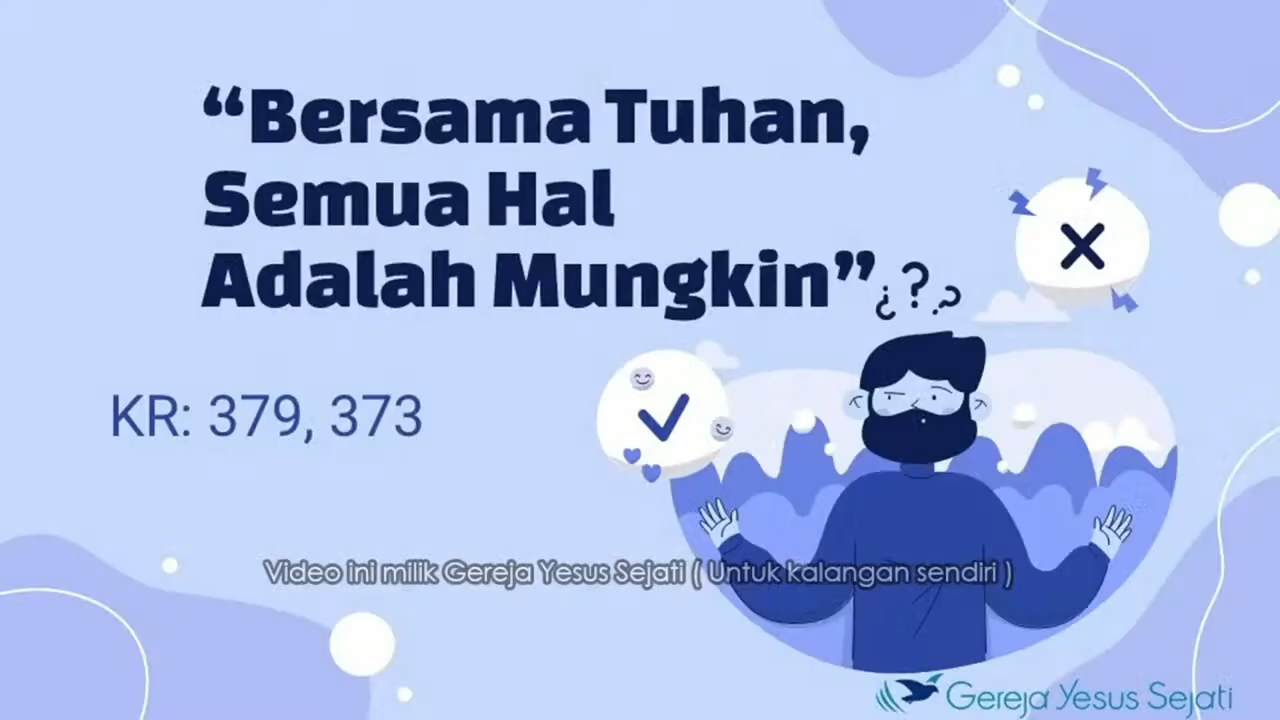 “Bersama Tuhan,
Semua Hal
Adalah Mungkin”
¿??
KR: 379, 373
Video ini milik Gereja Yesus Sejati ( Untuk kalangan sendiri )
Gereja Yesus Sejati